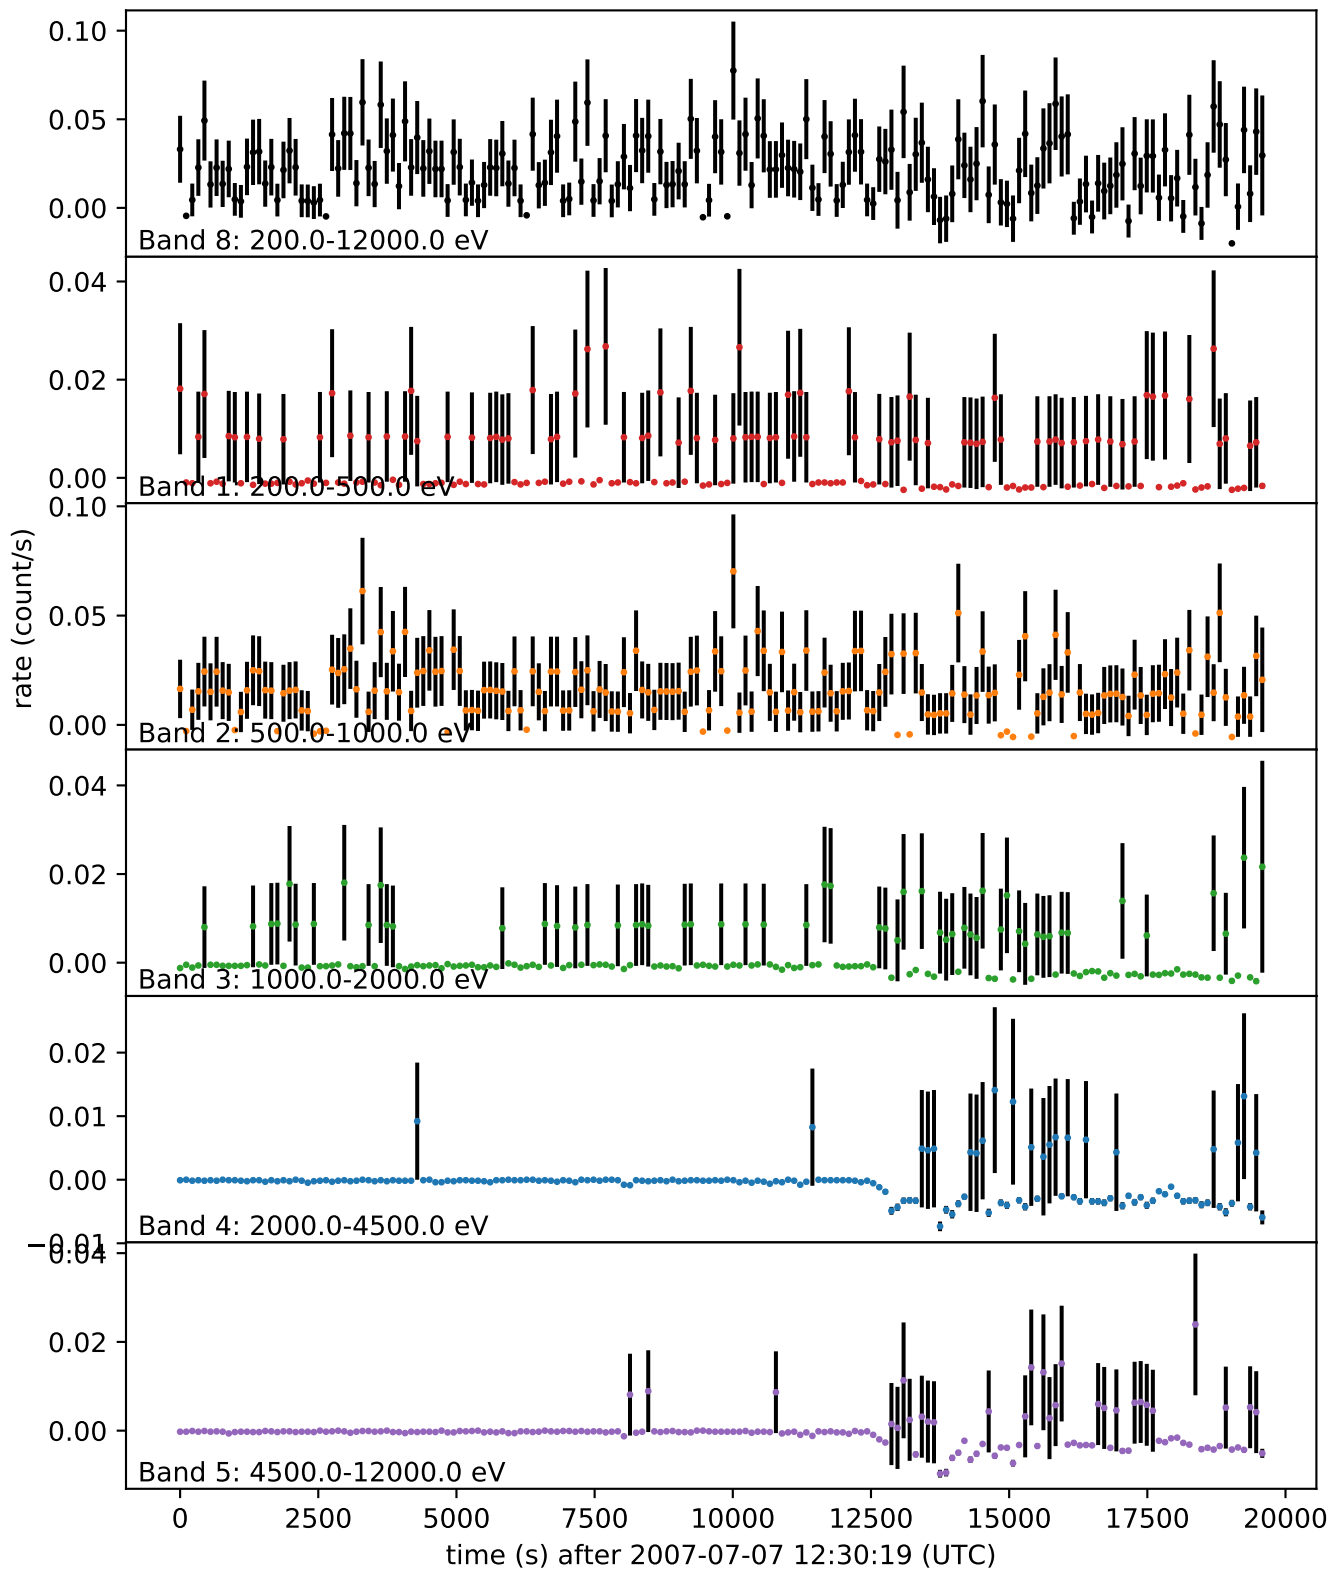 0.10
0.05
0.00
Band 8: 200.0-12000.0 eV
0.04
0.02
0.00
Band 1: 200.0-500.0 eV
0.10
0.05
0.00
Band 2: 500.0-1000.0 eV
rate (count/s)
0.04
0.02
0.00
Band 3: 1000.0-2000.0 eV
0.02
0.01
0.00
−0.01
Band 4: 2000.0-4500.0 eV
0.04
0.02
0.00
Band 5: 4500.0-12000.0 eV
0 2500 5000 7500 10000 12500 15000 17500 20000
time (s) after 2007-07-07 12:30:19 (UTC)